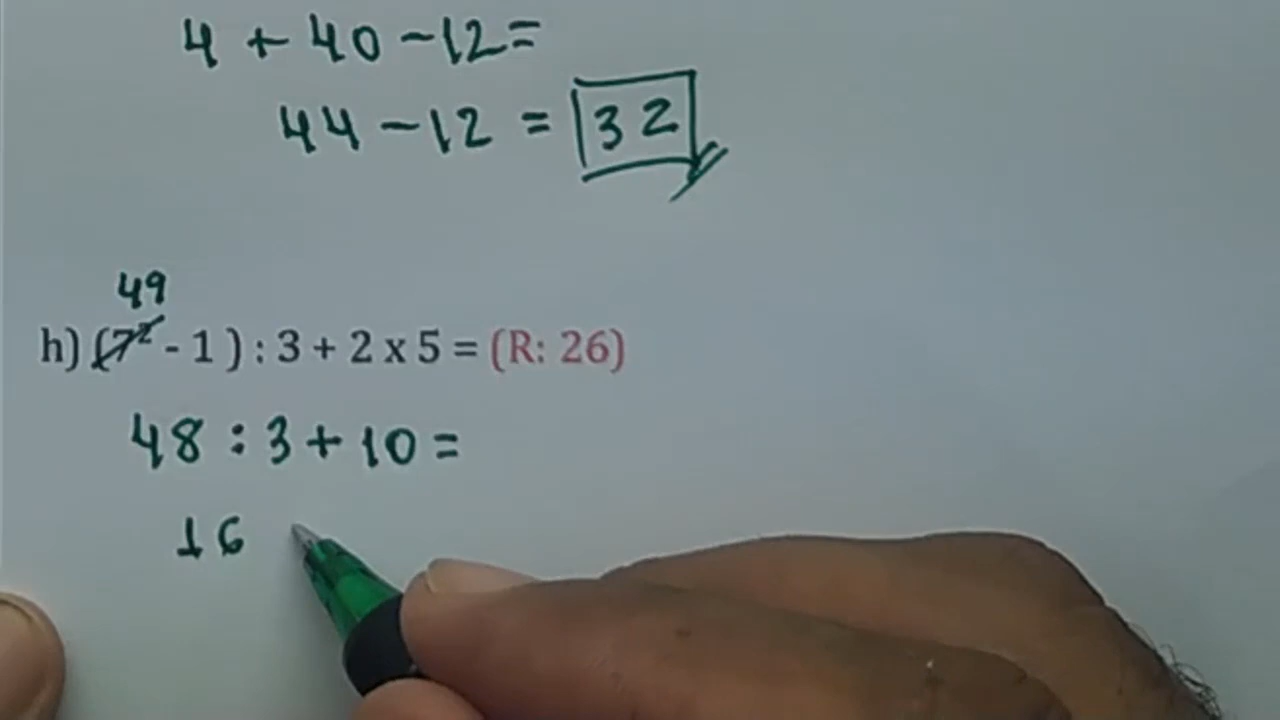 4 + 40 - 12 =
44 - 12 = 32
49
h) (7² - 1 ) : 3 + 2 x 5 = (R: 26)
48 : 3 + 10 =
16